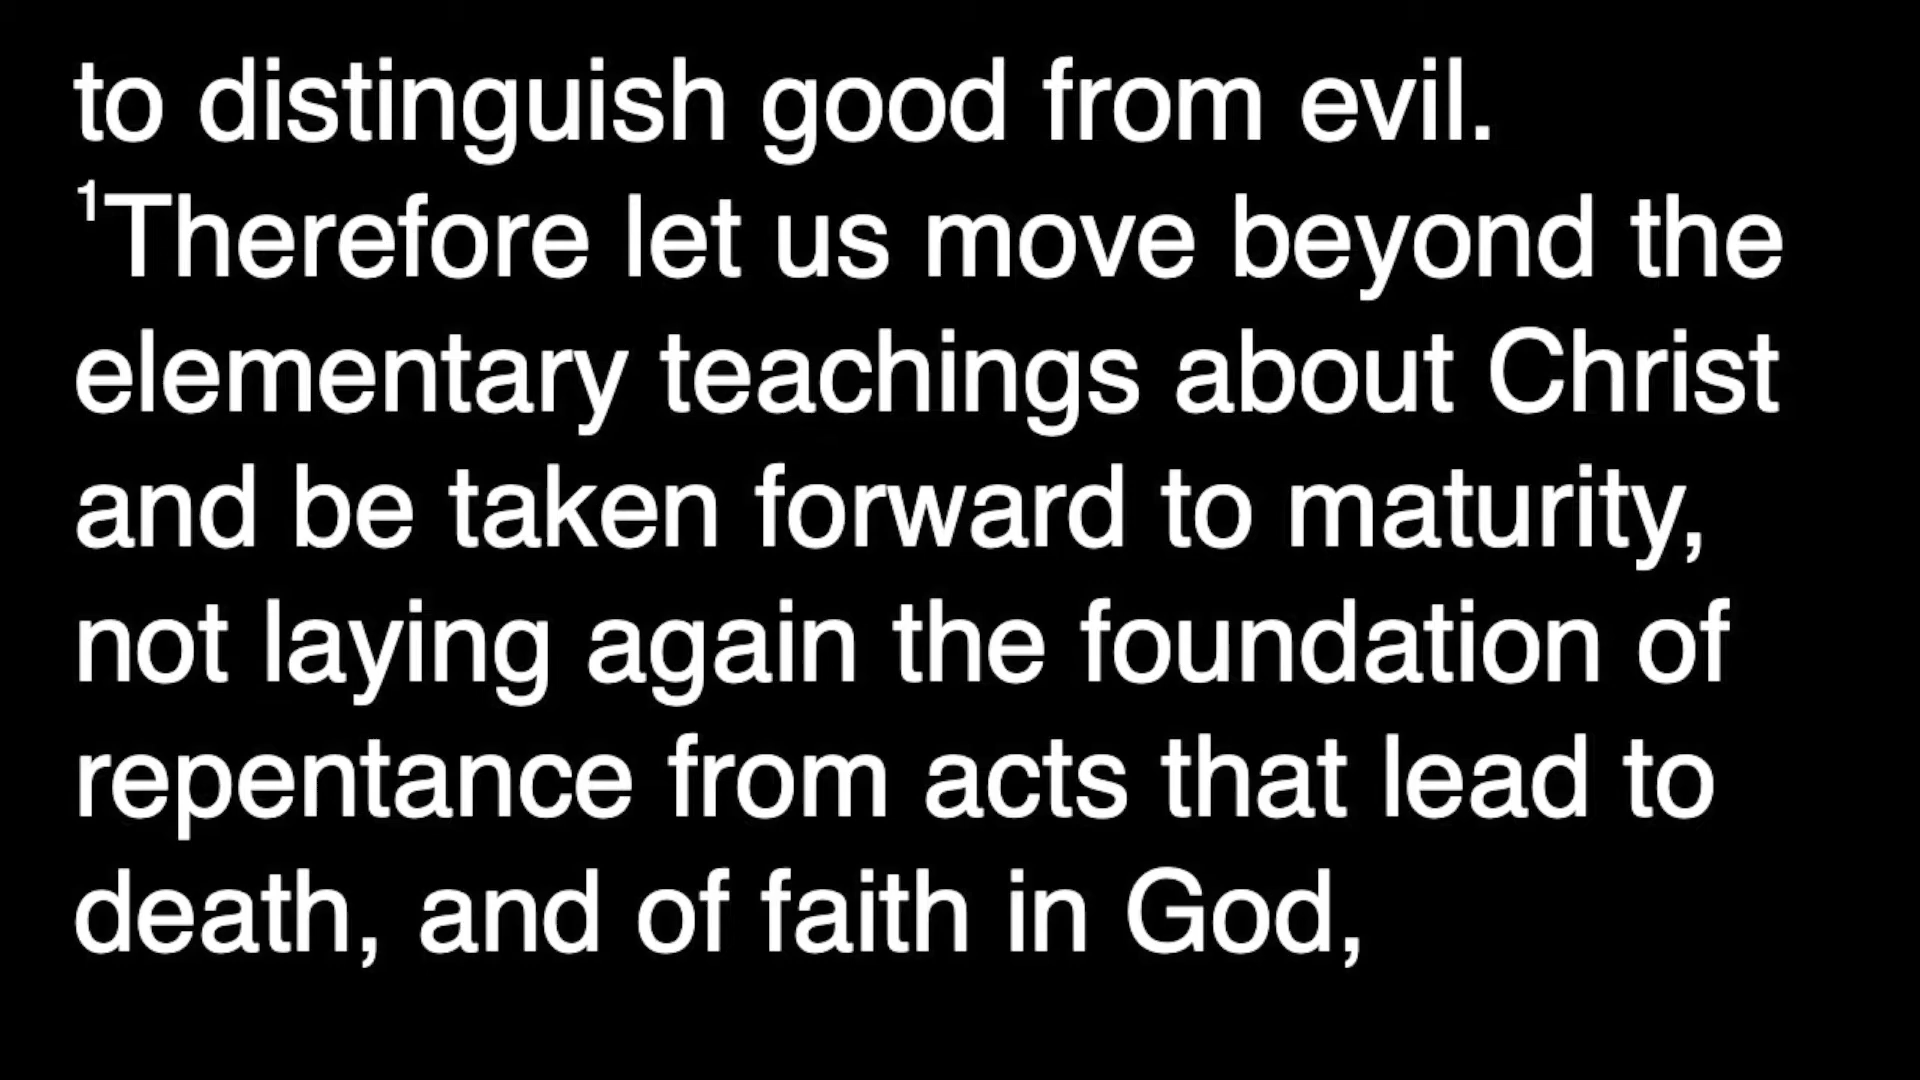 to distinguish good from evil.
¹Therefore let us move beyond the
elementary teachings about Christ
and be taken forward to maturity,
not laying again the foundation of
repentance from acts that lead to
death, and of faith in God,